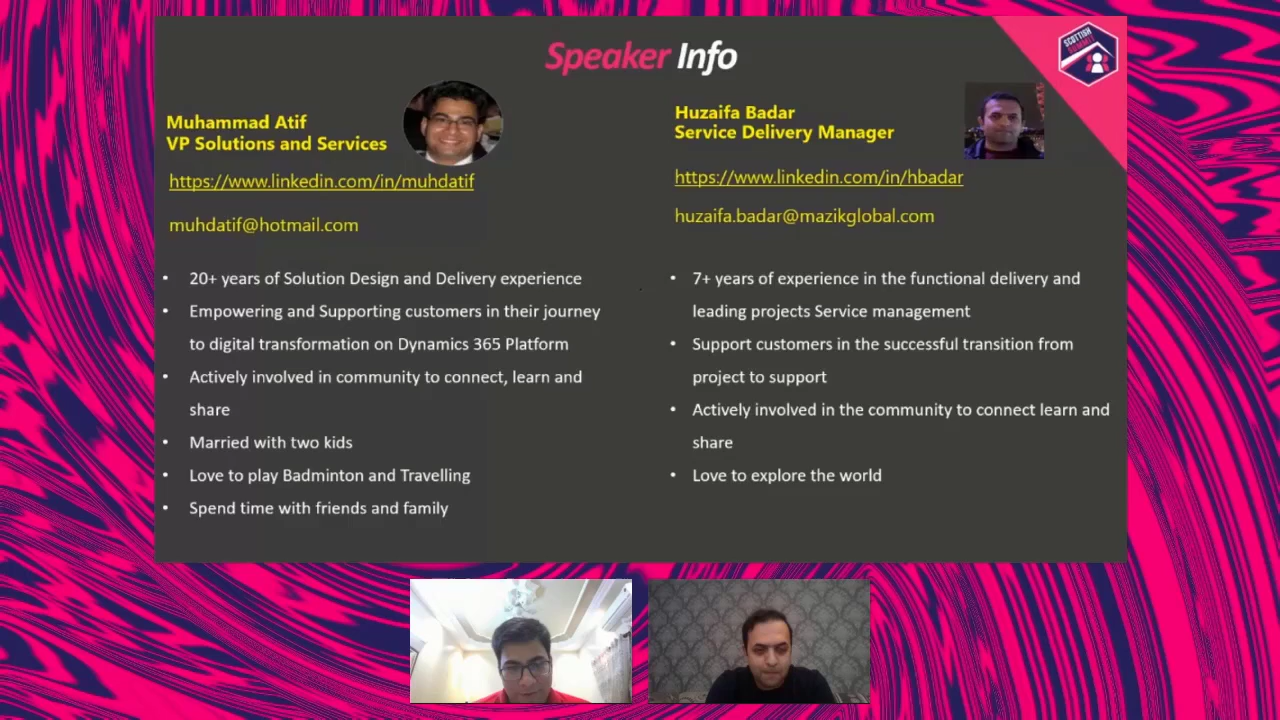 Speaker Info
SCOTTISH
SUMMIT
Muhammad Atif
VP Solutions and Services
https://www.linkedin.com/in/muhdatif
muhdatif@hotmail.com
20+ years of Solution Design and Delivery experience
Empowering and Supporting customers in their journey
to digital transformation on Dynamics 365 Platform
Actively involved in community to connect, learn and
share
Married with two kids
Love to play Badminton and Travelling
Spend time with friends and family
Huzaifa Badar
Service Delivery Manager
https://www.linkedin.com/in/hbadar
huzaifa.badar@mazikglobal.com
7+ years of experience in the functional delivery and
leading projects Service management
Support customers in the successful transition from
project to support
Actively involved in the community to connect learn and
share
Love to explore the world